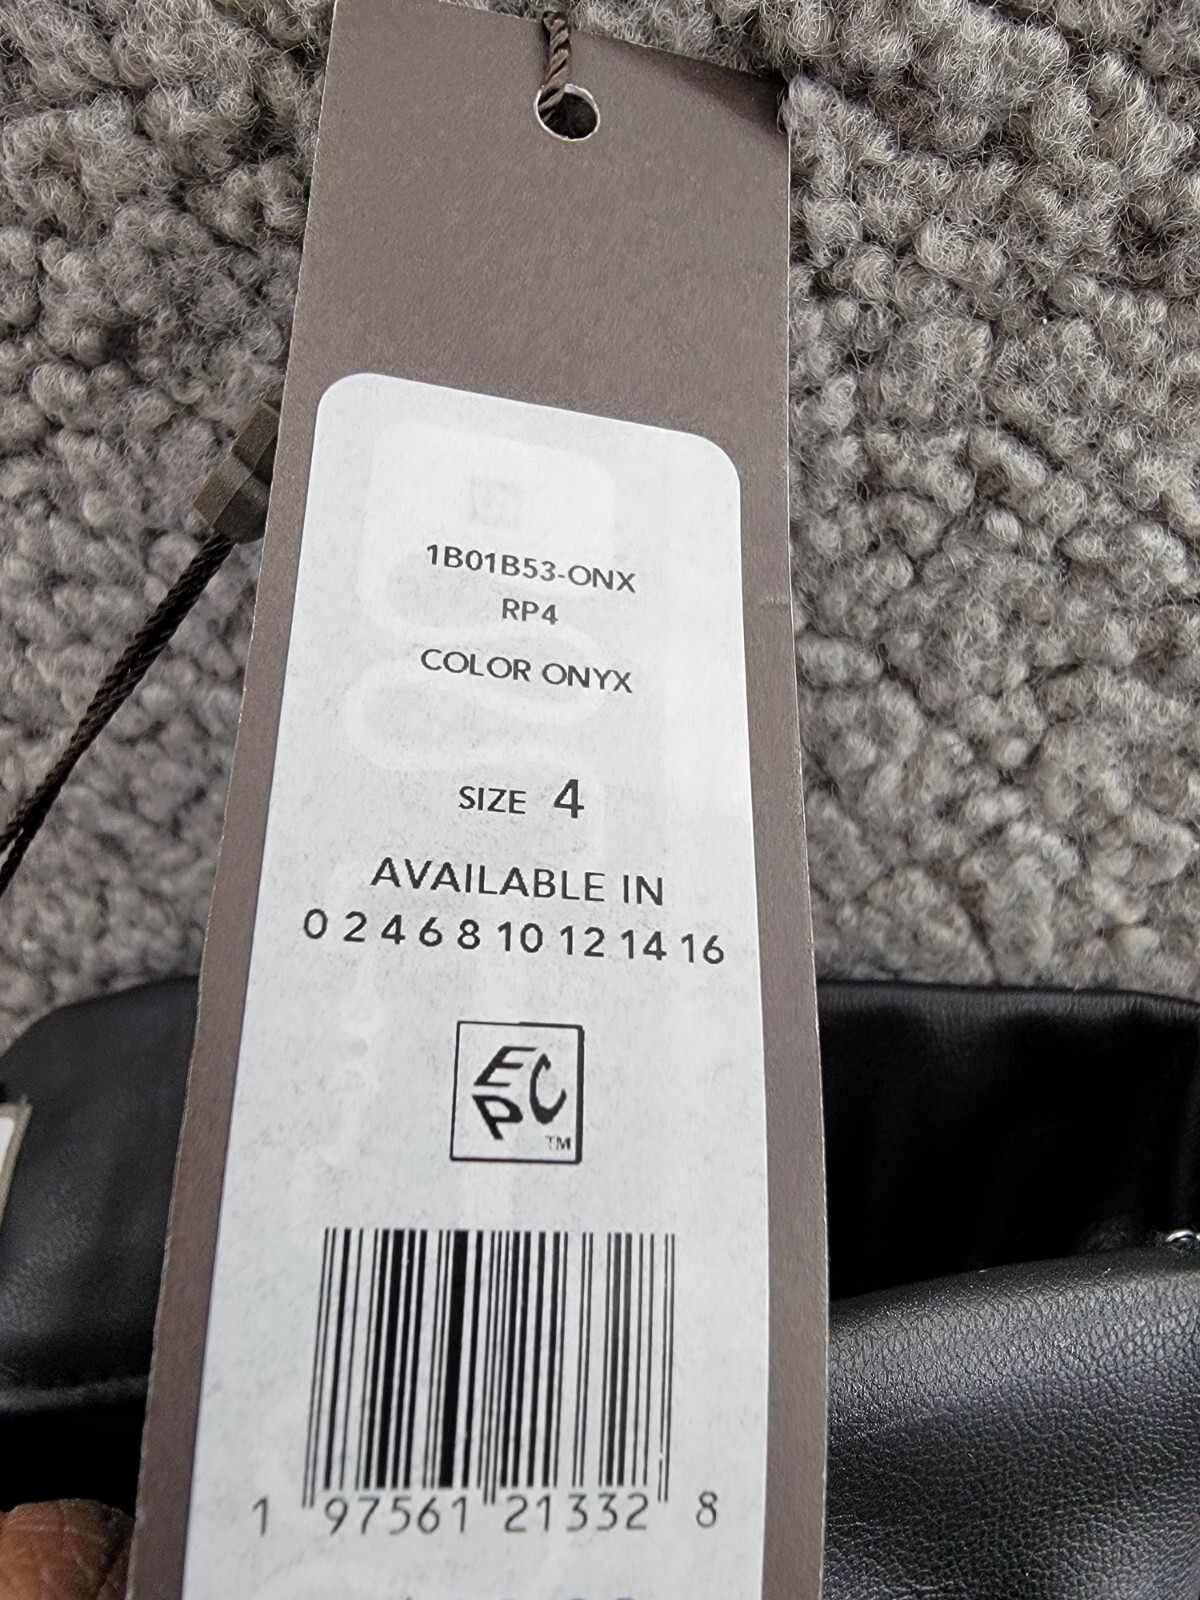 1B01B53-ONX
RP4
COLOR ONYX
SIZE 4
AVAILABLE IN
0 2 4 6 8 10 12 14 16
EC
P
TM
1 97561 21332 8